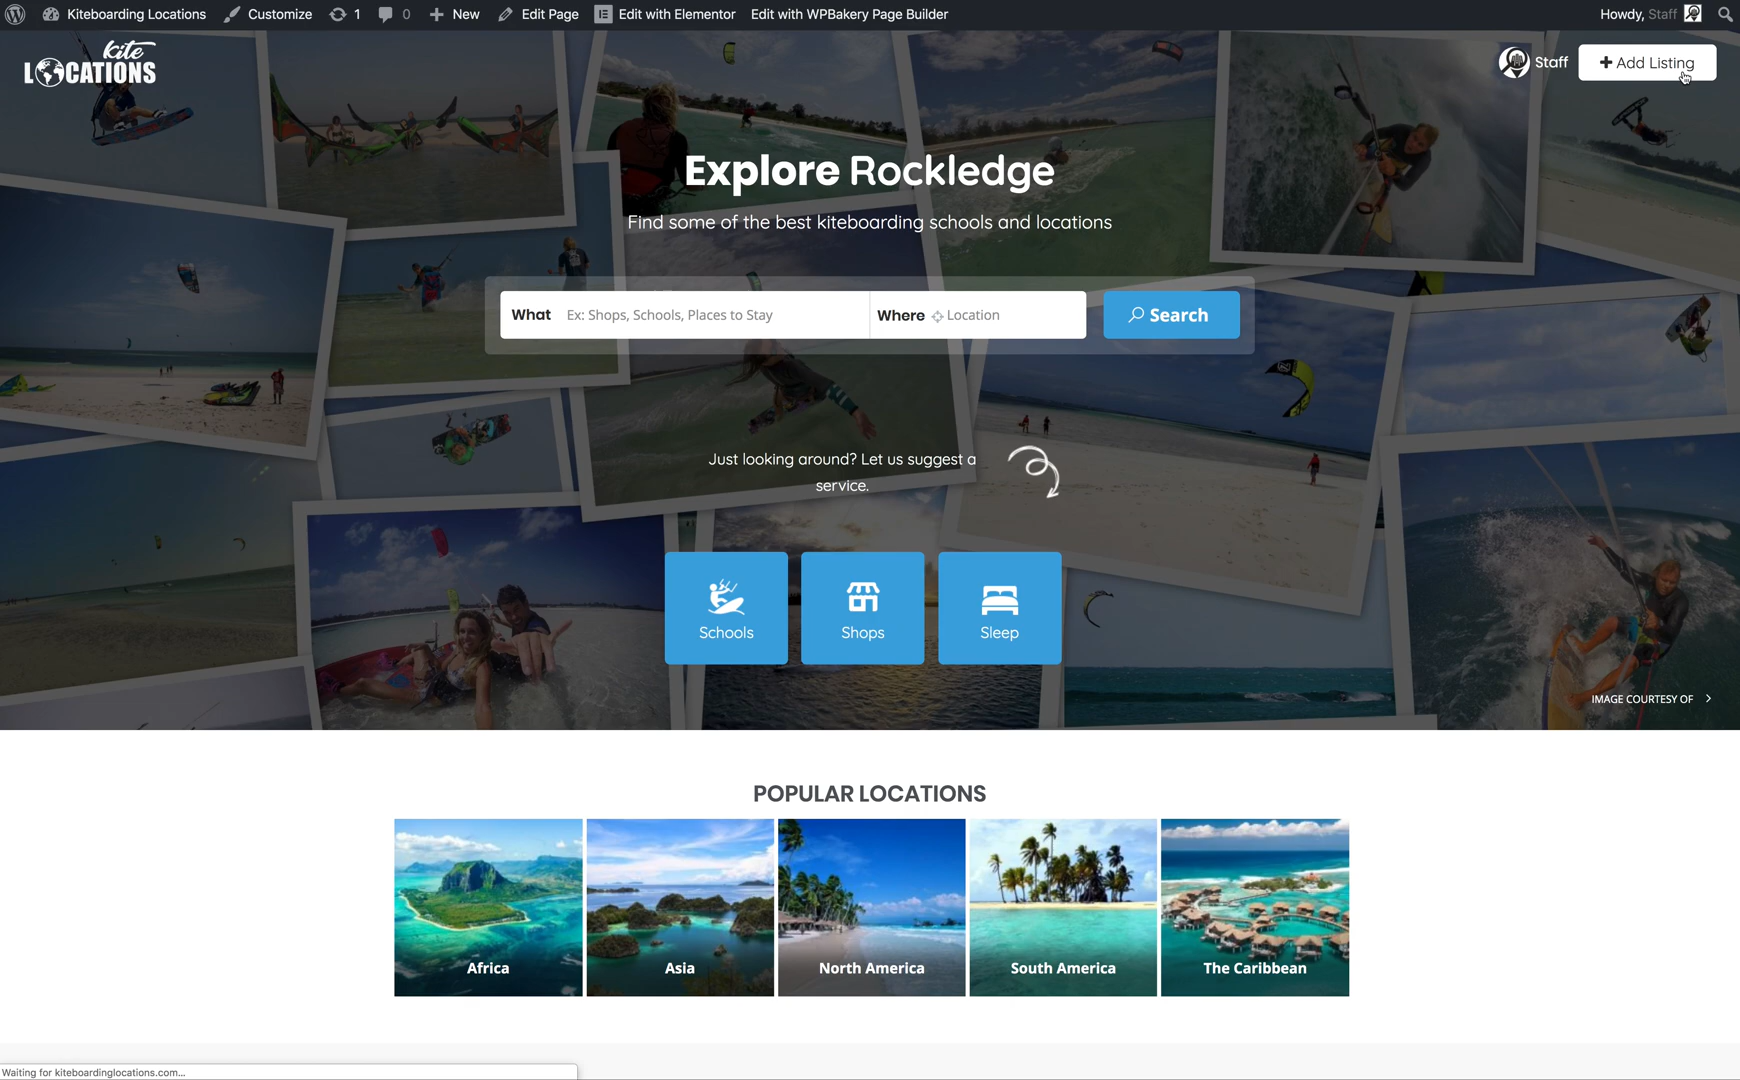 Kiteboarding Locations Customize 1 0 New Edit Page Edit with Elementor Edit with WPBakery Page Builder Howdy, Staff
kite
LOCATIONS
Staff
Add Listing
Explore Rockledge
Find some of the best kiteboarding schools and locations
What Ex: Shops, Schools, Places to Stay Where Location Search
Just looking around? Let us suggest a
service.
Schools Shops Sleep
IMAGE COURTESY OF
POPULAR LOCATIONS
Africa Asia North America South America The Caribbean
Waiting for kiteboardinglocations.com...